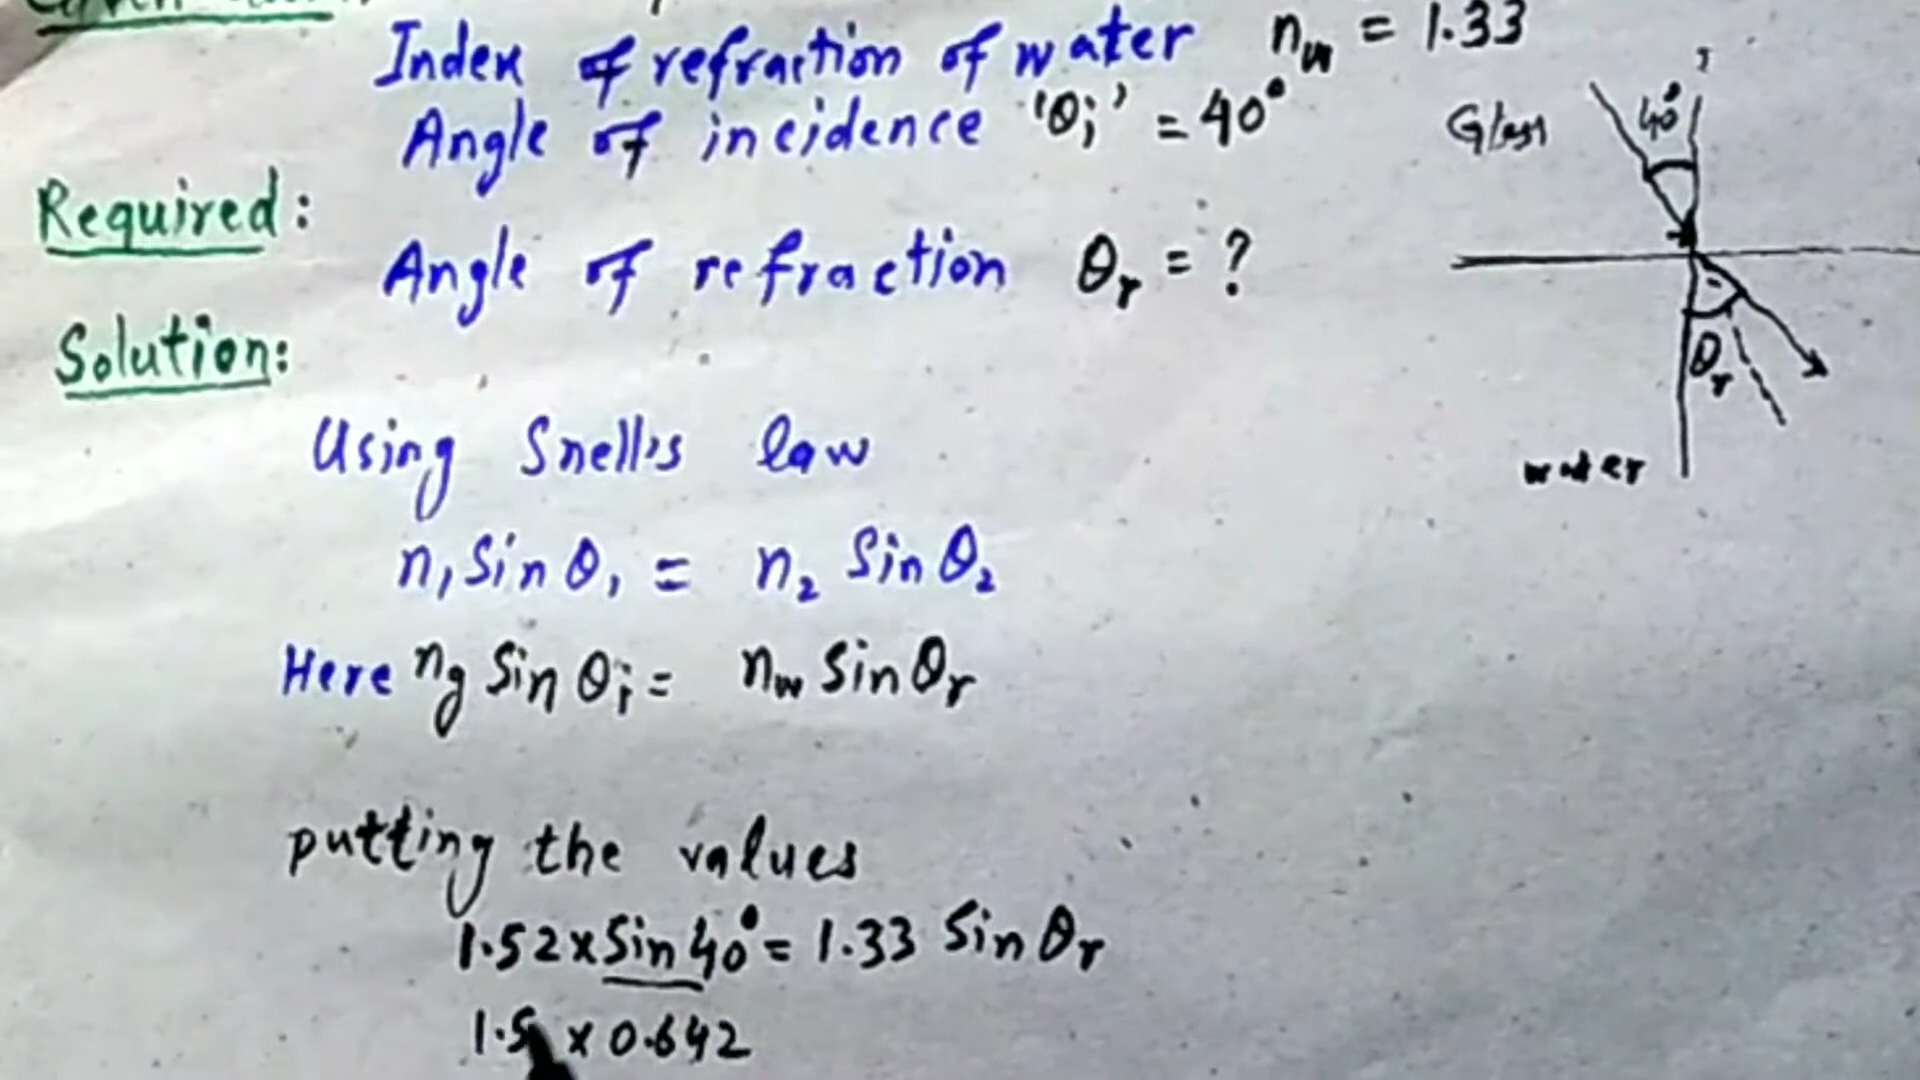 Index of refraction of water n_w = 1.33
Angle of incidence 'θi' = 40°
Required:
Angle of refraction θr = ?
Solution:
Using Snell's law
n₁ Sin θ₁ = n₂ Sin θ₂
Here ng Sin θi = nw Sin θr
putting the values
1.52 x Sin 40° = 1.33 Sin θr
1.5 x 0.642
Glass
40°
θr
water